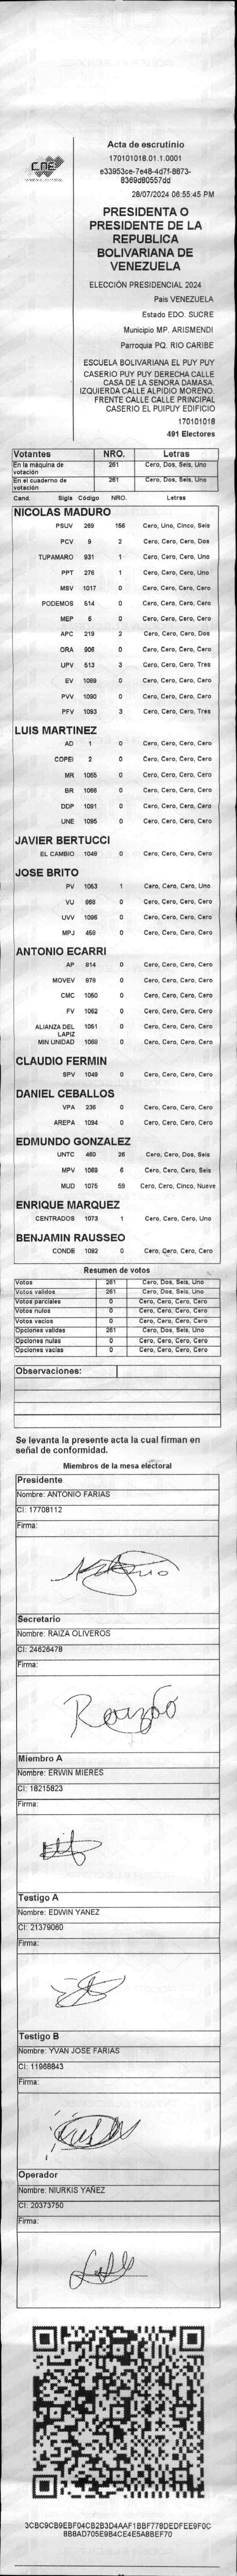 CNE
Acta de escrutinio
170101018.01.1.0001
e33953ce-7e48-4d7f-8873-
8369d80557dd
28/07/2024 06:55:45 PM
PRESIDENTA O
PRESIDENTE DE LA
REPUBLICA
BOLIVARIANA DE
VENEZUELA
ELECCIÓN PRESIDENCIAL 2024
País VENEZUELA
Estado EDO. SUCRE
Municipio MP. ARISMENDI
Parroquia PQ. RIO CARIBE
ESCUELA BOLIVARIANA EL PUY PUY
CASERIO PUY PUY DERECHA CALLE
CASA DE LA SENORA DAMASA.
IZQUIERDA CALLE ALPIDIO MORENO.
FRENTE CALLE CALLE PRINCIPAL
CASERIO EL PUIPUY EDIFICIO
170101018
491 Electores
Votantes NRO. Letras
En la máquina de votación 261 Cero, Dos, Seis, Uno
En el cuaderno de votación 261 Cero, Dos, Seis, Uno
Cand. Sigla Código NRO. Letras
NICOLAS MADURO
PSUV 269 156 Cero, Uno, Cinco, Seis
PCV 9 2 Cero, Cero, Cero, Dos
TUPAMARO 931 1 Cero, Cero, Cero, Uno
PPT 276 1 Cero, Cero, Cero, Uno
MSV 1017 0 Cero, Cero, Cero, Cero
PODEMOS 514 0 Cero, Cero, Cero, Cero
MEP 6 0 Cero, Cero, Cero, Cero
APC 219 2 Cero, Cero, Cero, Dos
ORA 906 0 Cero, Cero, Cero, Cero
UPV 513 3 Cero, Cero, Cero, Tres
EV 1089 0 Cero, Cero, Cero, Cero
PVV 1090 0 Cero, Cero, Cero, Cero
PFV 1093 3 Cero, Cero, Cero, Tres
LUIS MARTINEZ
AD 1 0 Cero, Cero, Cero, Cero
COPEI 2 0 Cero, Cero, Cero, Cero
MR 1055 0 Cero, Cero, Cero, Cero
BR 1066 0 Cero, Cero, Cero, Cero
DDP 1091 0 Cero, Cero, Cero, Cero
UNE 1095 0 Cero, Cero, Cero, Cero
JAVIER BERTUCCI
EL CAMBIO 1048 0 Cero, Cero, Cero, Cero
JOSE BRITO
PV 1053 1 Cero, Cero, Cero, Uno
VU 868 0 Cero, Cero, Cero, Cero
UVV 1096 0 Cero, Cero, Cero, Cero
MPJ 458 0 Cero, Cero, Cero, Cero
ANTONIO ECARRI
AP 814 0 Cero, Cero, Cero, Cero
MOVEV 979 0 Cero, Cero, Cero, Cero
CMC 1050 0 Cero, Cero, Cero, Cero
FV 1062 0 Cero, Cero, Cero, Cero
ALIANZA DEL LAPIZ 1051 0 Cero, Cero, Cero, Cero
MIN UNIDAD 1068 0 Cero, Cero, Cero, Cero
CLAUDIO FERMIN
SPV 1049 0 Cero, Cero, Cero, Cero
DANIEL CEBALLOS
VPA 236 0 Cero, Cero, Cero, Cero
AREPA 1094 0 Cero, Cero, Cero, Cero
EDMUNDO GONZALEZ
UNTC 460 26 Cero, Cero, Dos, Seis
MPV 1069 6 Cero, Cero, Cero, Seis
MUD 1075 59 Cero, Cero, Cinco, Nueve
ENRIQUE MARQUEZ
CENTRADOS 1073 1 Cero, Cero, Cero, Uno
BENJAMIN RAUSSEO
CONDE 1092 0 Cero, Cero, Cero, Cero
Resumen de votos
Votos 261 Cero, Dos, Seis, Uno
Votos validos 261 Cero, Dos, Seis, Uno
Votos parciales 0 Cero, Cero, Cero, Cero
Votos nulos 0 Cero, Cero, Cero, Cero
Votos vacios 0 Cero, Cero, Cero, Cero
Opciones validas 261 Cero, Dos, Seis, Uno
Opciones nulas 0 Cero, Cero, Cero, Cero
Opciones vacias 0 Cero, Cero, Cero, Cero
Observaciones:
Se levanta la presente acta la cual firman en
señal de conformidad.
Miembros de la mesa electoral
Presidente
Nombre: ANTONIO FARIAS
CI: 17708112
Firma:
Secretario
Nombre: RAIZA OLIVEROS
CI: 24626478
Firma:
Miembro A
Nombre: ERWIN MIERES
CI: 18215823
Firma:
Testigo A
Nombre: EDWIN YANEZ
CI: 21379060
Firma:
Testigo B
Nombre: YVAN JOSE FARIAS
CI: 11968843
Firma:
Operador
Nombre: NIURKIS YAÑEZ
CI: 20373750
Firma:
3CBC9CB9EBF04CB2B3D4AAF1BBF778DEDFEE9F0C
8B8AD705E984CE4E5A8BEF70